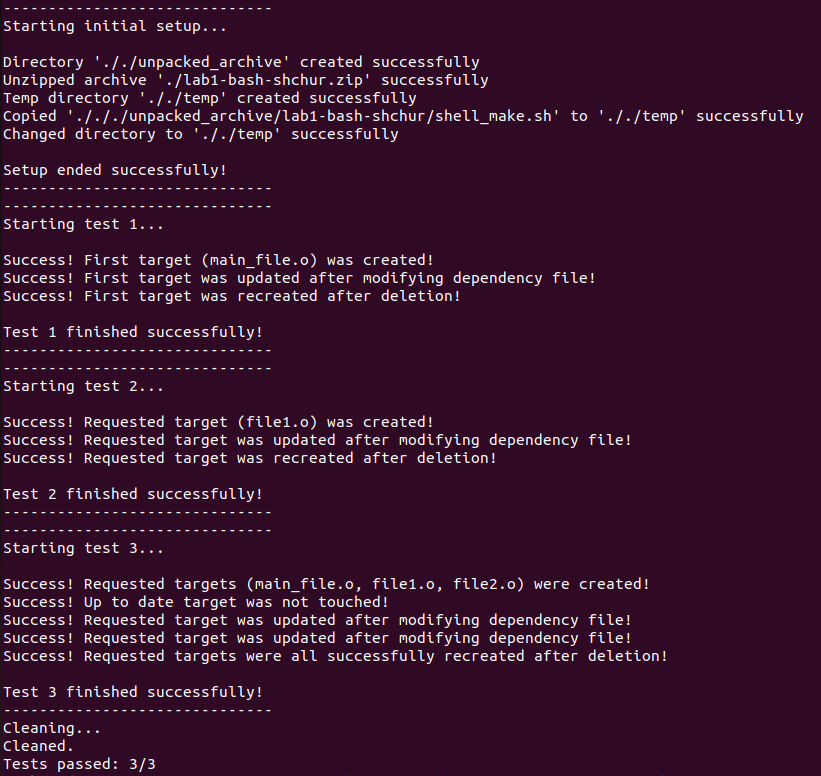 ------------------------------
Starting initial setup...
Directory '././unpacked_archive' created successfully
Unzipped archive './lab1-bash-shchur.zip' successfully
Temp directory '././temp' created successfully
Copied './././unpacked_archive/lab1-bash-shchur/shell_make.sh' to '././temp' successfully
Changed directory to '././temp' successfully
Setup ended successfully!
------------------------------
------------------------------
Starting test 1...
Success! First target (main_file.o) was created!
Success! First target was updated after modifying dependency file!
Success! First target was recreated after deletion!
Test 1 finished successfully!
------------------------------
------------------------------
Starting test 2...
Success! Requested target (file1.o) was created!
Success! Requested target was updated after modifying dependency file!
Success! Requested target was recreated after deletion!
Test 2 finished successfully!
------------------------------
------------------------------
Starting test 3...
Success! Requested targets (main_file.o, file1.o, file2.o) were created!
Success! Up to date target was not touched!
Success! Requested target was updated after modifying dependency file!
Success! Requested target was updated after modifying dependency file!
Success! Requested targets were all successfully recreated after deletion!
Test 3 finished successfully!
------------------------------
Cleaning...
Cleaned.
Tests passed: 3/3